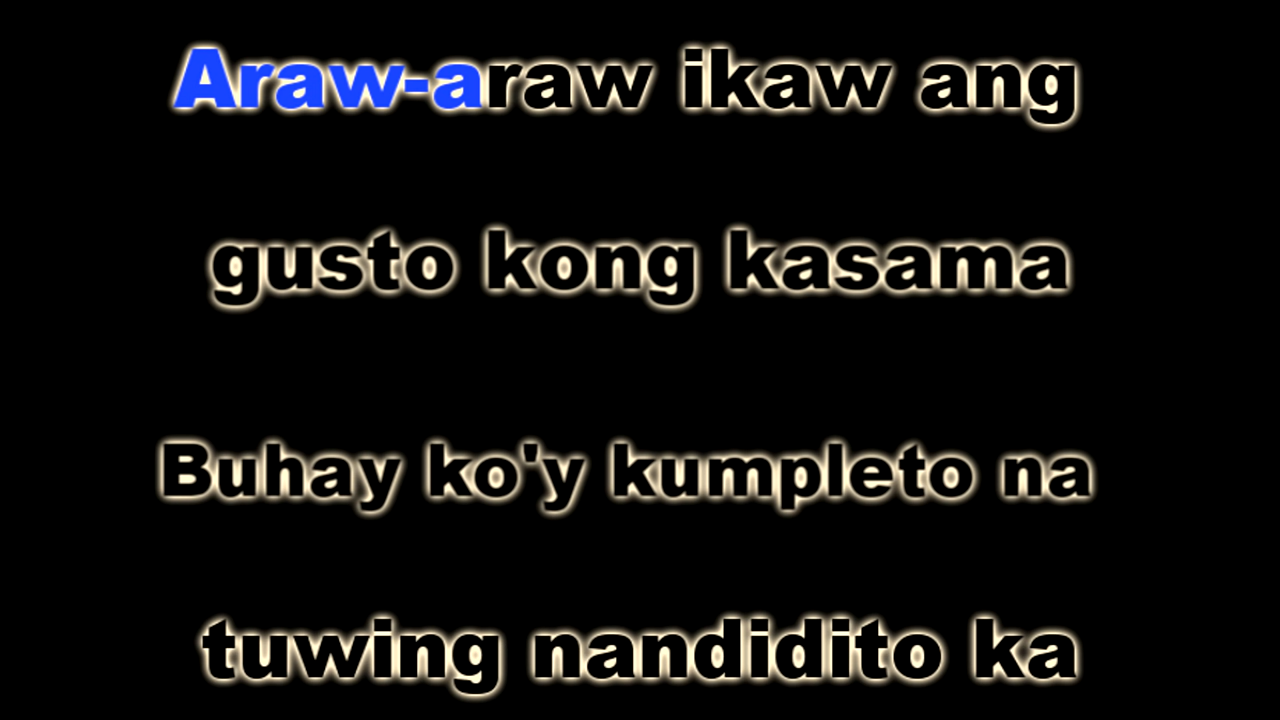 Araw-araw ikaw ang
gusto kong kasama
Buhay ko'y kumpleto na
tuwing nandidito ka